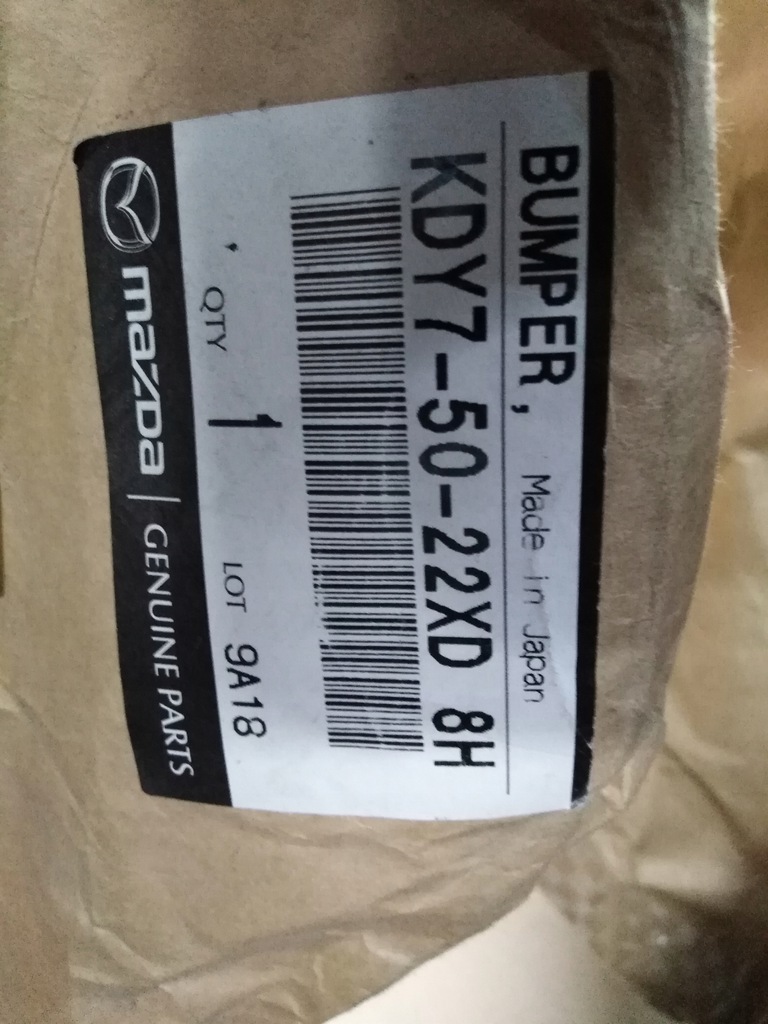 BUMPER, Made in Japan
KDY7-50-22XD 8H
QTY 1 LOT 9A18
mazda | GENUINE PARTS